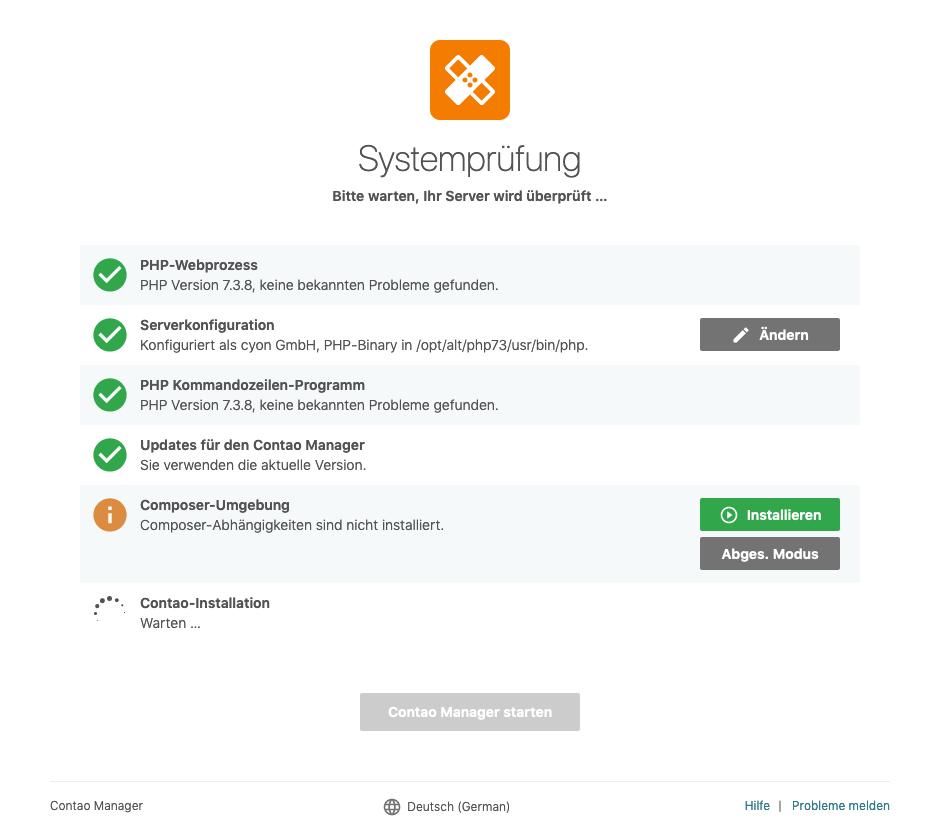 Systemprüfung
Bitte warten, Ihr Server wird überprüft ...
PHP-Webprozess
PHP Version 7.3.8, keine bekannten Probleme gefunden.
Serverkonfiguration
Konfiguriert als cyon GmbH, PHP-Binary in /opt/alt/php73/usr/bin/php.
Ändern
PHP Kommandozeilen-Programm
PHP Version 7.3.8, keine bekannten Probleme gefunden.
Updates für den Contao Manager
Sie verwenden die aktuelle Version.
Composer-Umgebung
Composer-Abhängigkeiten sind nicht installiert.
Installieren
Abges. Modus
Contao-Installation
Warten ...
Contao Manager starten
Contao Manager
Deutsch (German)
Hilfe | Probleme melden